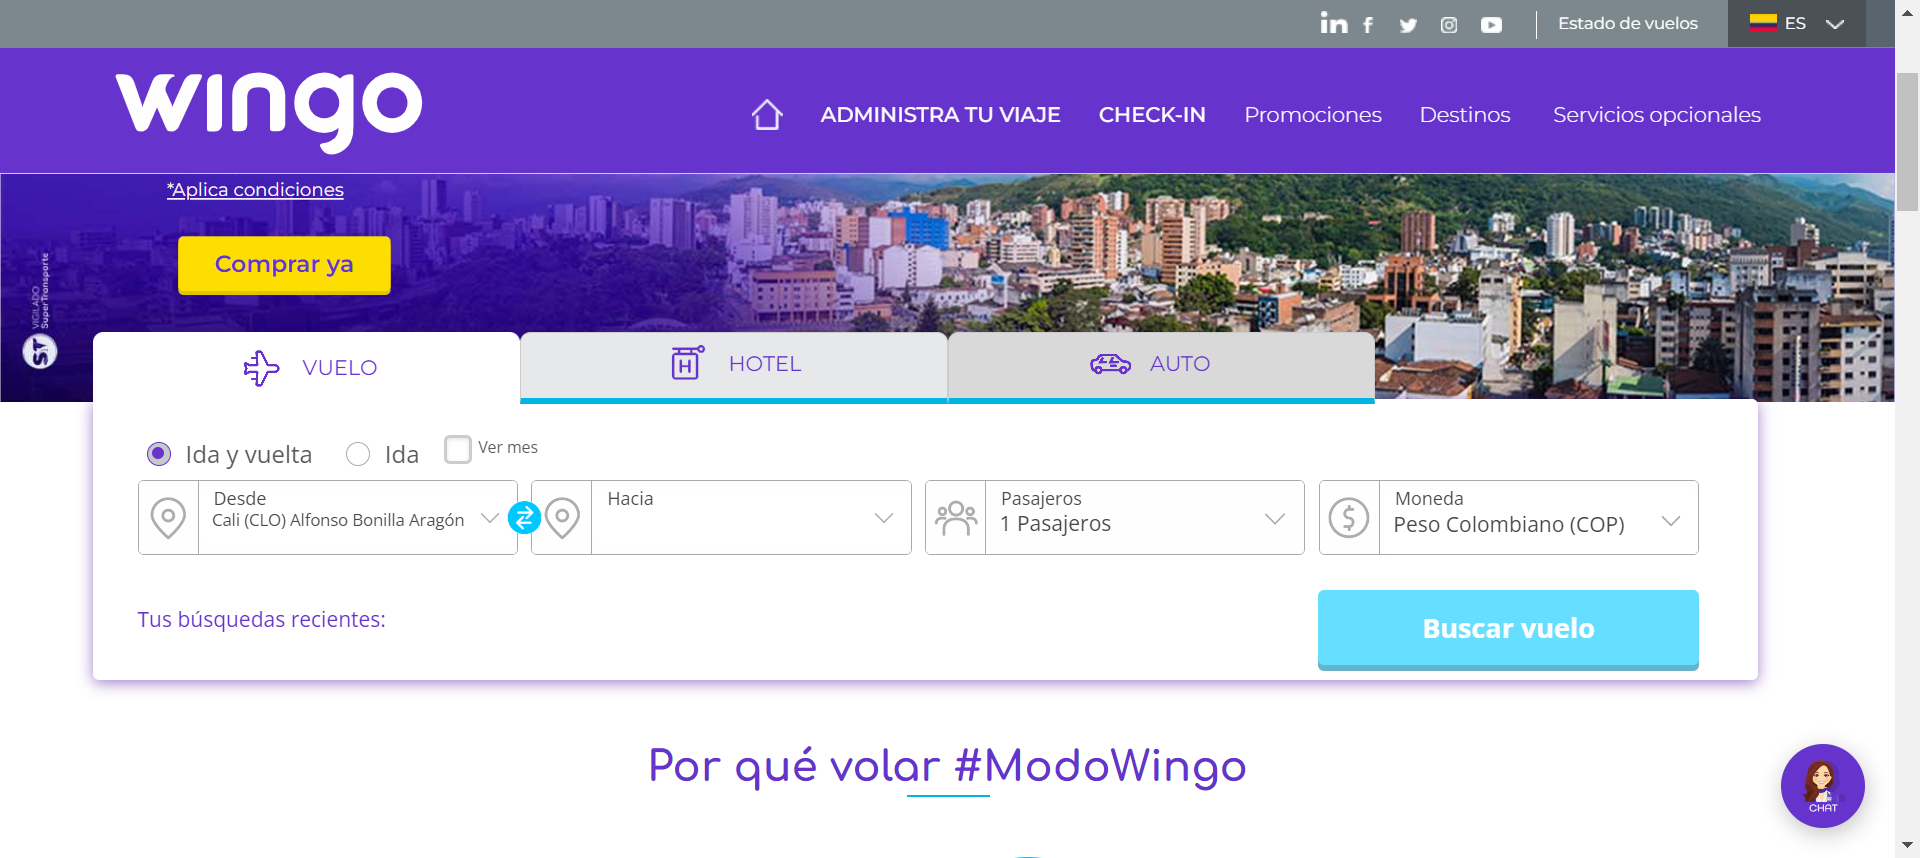 Estado de vuelos
ES
wingo
ADMINISTRA TU VIAJE
CHECK-IN
Promociones
Destinos
Servicios opcionales
*Aplica condiciones
Comprar ya
VIGILADO
SuperTransporte
ST
VUELO
HOTEL
AUTO
Ida y vuelta
Ida
Ver mes
Desde
Cali (CLO) Alfonso Bonilla Aragón
Hacia
Pasajeros
1 Pasajeros
Moneda
Peso Colombiano (COP)
Tus búsquedas recientes:
Buscar vuelo
Por qué volar #ModoWingo
CHAT